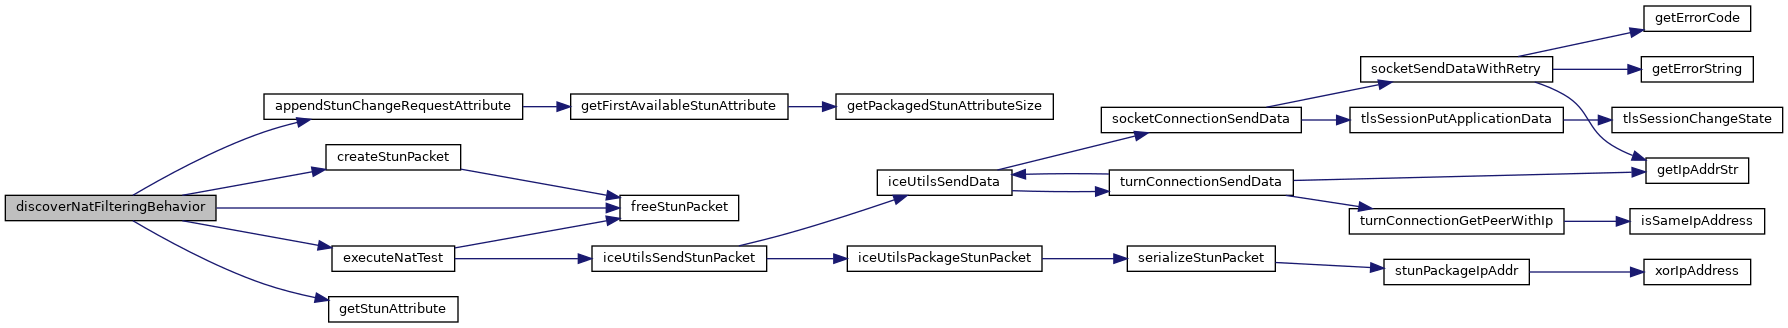 discoverNatFilteringBehavior
appendStunChangeRequestAttribute
createStunPacket
freeStunPacket
executeNatTest
getStunAttribute
getFirstAvailableStunAttribute
getPackagedStunAttributeSize
iceUtilsSendStunPacket
iceUtilsSendData
iceUtilsPackageStunPacket
socketConnectionSendData
turnConnectionSendData
serializeStunPacket
socketSendDataWithRetry
tlsSessionPutApplicationData
turnConnectionGetPeerWithIp
stunPackageIpAddr
getErrorCode
getErrorString
tlsSessionChangeState
getIpAddrStr
isSameIpAddress
xorIpAddress